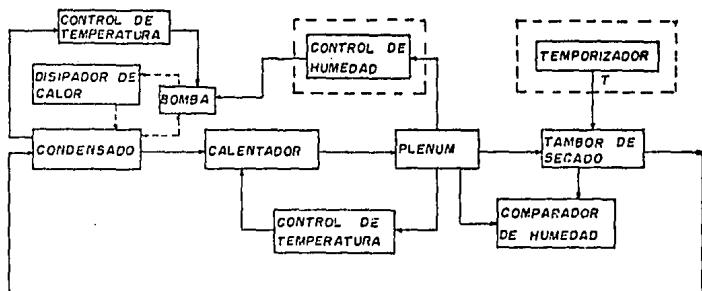 CONTROL DE
TEMPERATURA
CONTROL DE
HUMEDAD
TEMPORIZADOR
T
DISIPADOR DE
CALOR
BOMBA
CONDENSADO
CALENTADOR
PLENUM
TAMBOR DE
SECADO
CONTROL DE
TEMPERATURA
COMPARADOR
DE HUMEDAD